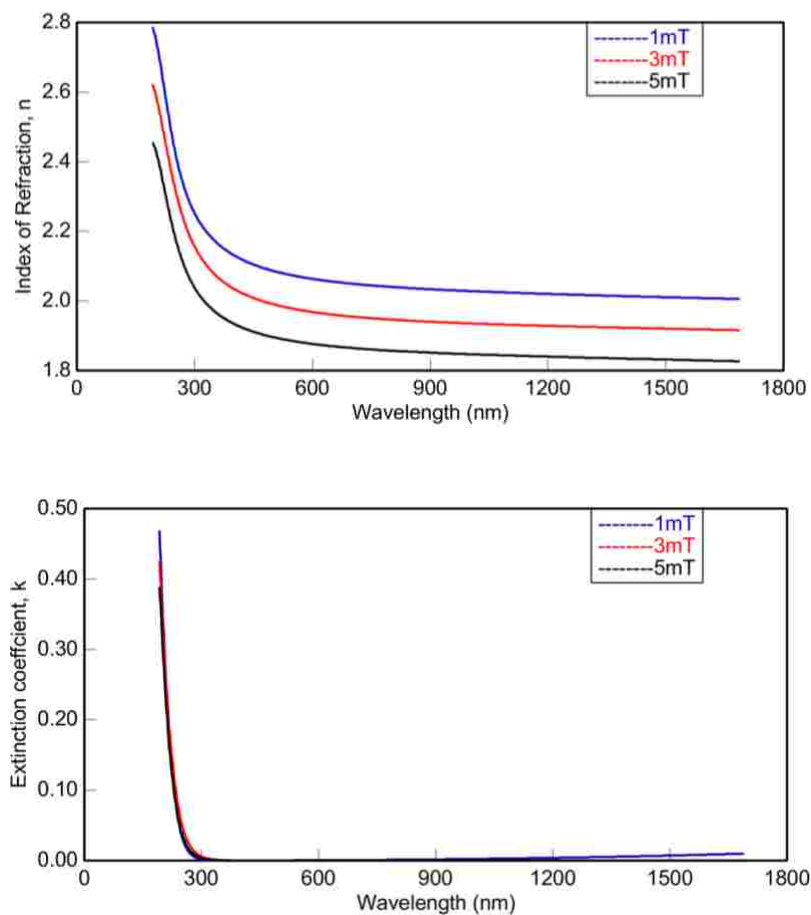 2.8
2.6
2.4
2.2
2.0
1.8
Index of Refraction, n
1mT
3mT
5mT
0 300 600 900 1200 1500 1800
Wavelength (nm)
0.50
0.40
0.30
0.20
0.10
0.00
Extinction coeffcient, k
1mT
3mT
5mT
0 300 600 900 1200 1500 1800
Wavelength (nm)